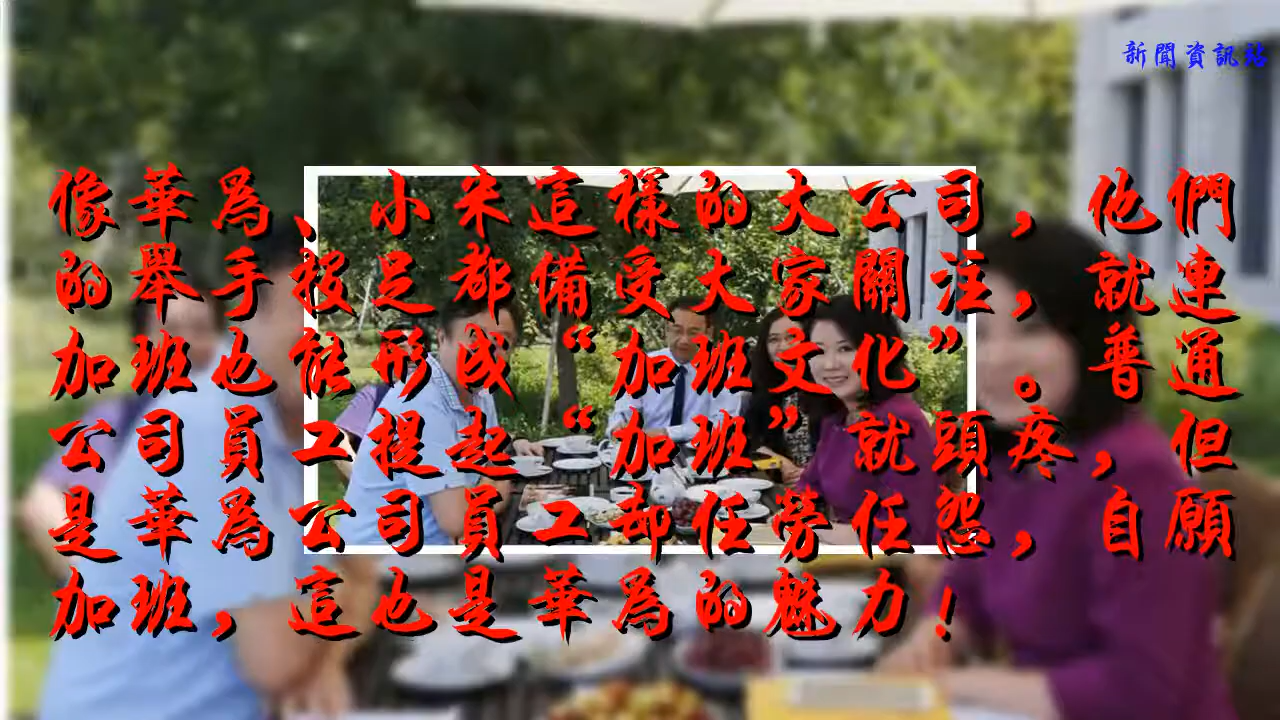 新聞資訊站
像華為、小米這樣的大公司，他們
的舉手投足都備受大家關注，就連
加班也能形成“加班文化”。普通
公司員工提起“加班”就頭疼，但
是華為公司員工卻任勞任怨，自願
加班，這也是華為的魅力！